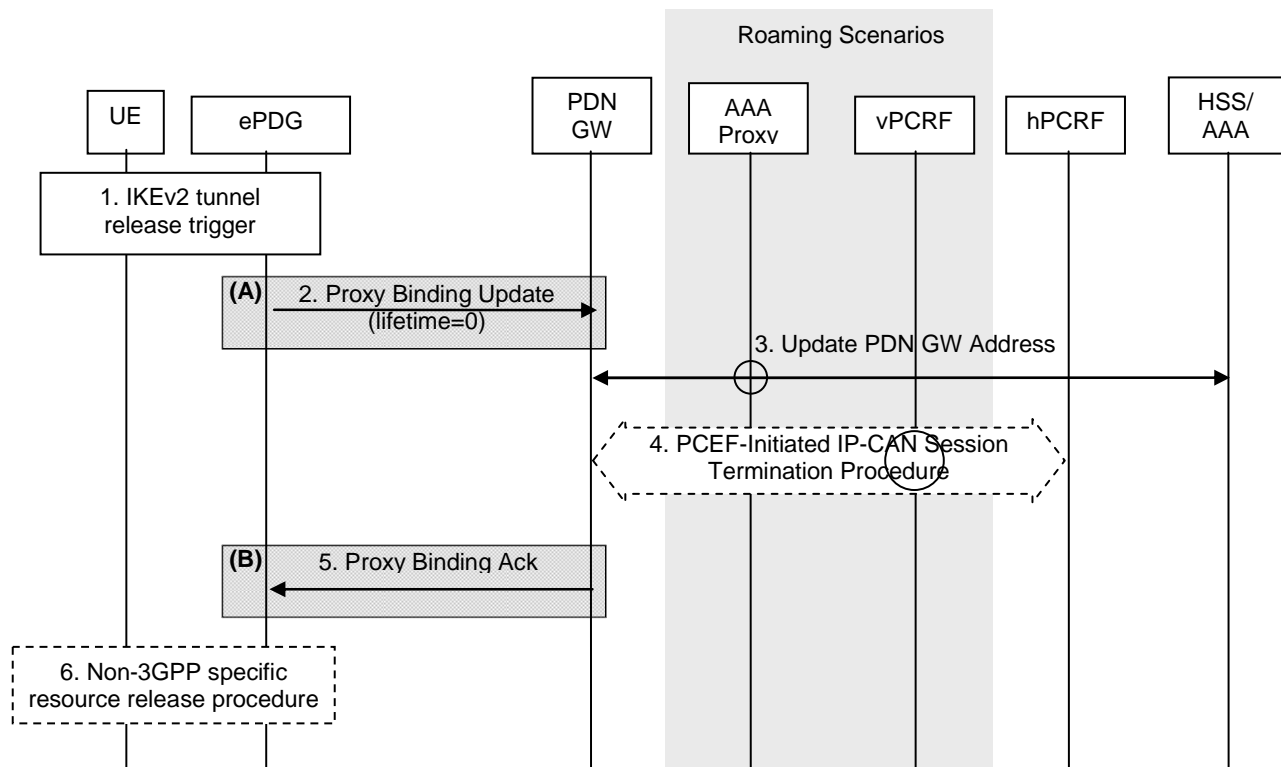 Roaming Scenarios
UE
ePDG
PDN
GW
AAA
Proxy
vPCRF
hPCRF
HSS/
AAA
1. IKEv2 tunnel
release trigger
(A)
2. Proxy Binding Update
(lifetime=0)
3. Update PDN GW Address
4. PCEF-Initiated IP-CAN Session
Termination Procedure
(B)
5. Proxy Binding Ack
6. Non-3GPP specific
resource release procedure